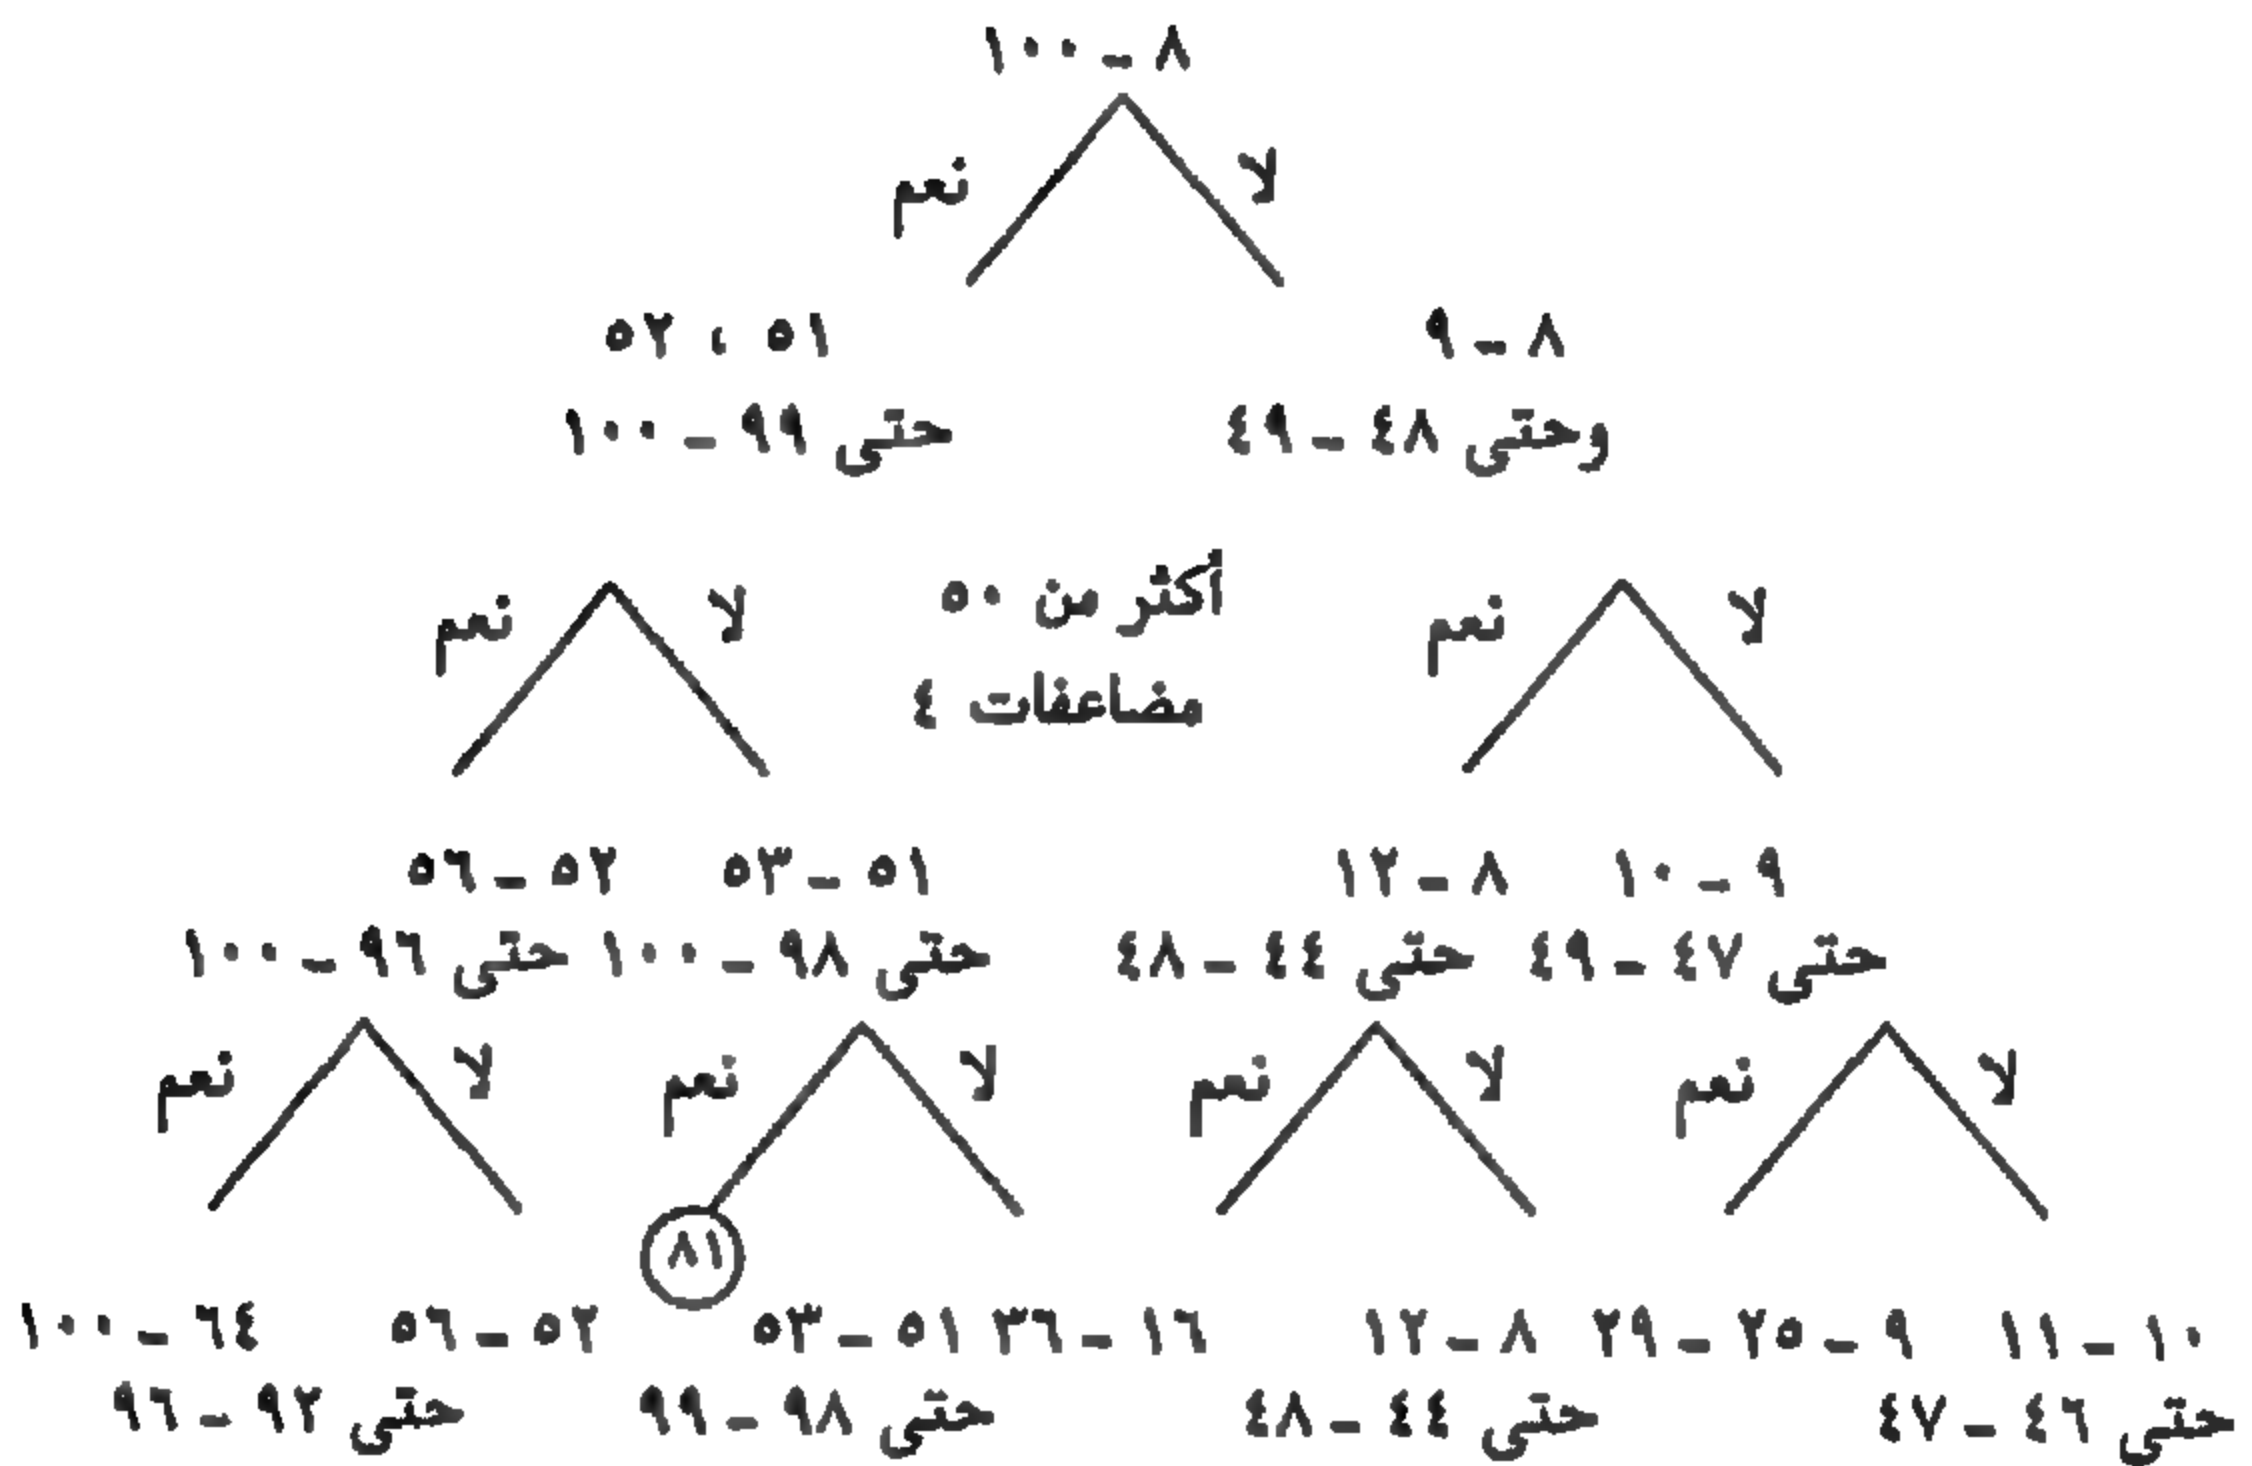 ٨ - ١٠٠
لا نعم
٨ - ٩ ٥١ ، ٥٢
وحتى ٤٨ - ٤٩ حتى ٩٩ - ١٠٠
لا نعم أكثر من ٥٠ لا نعم
مضاعفات ٤
٩ - ١٠ ٨ - ١٢ ٥١ - ٥٣ ٥٢ - ٥٦
حتى ٤٧ - ٤٩ حتى ٤٤ - ٤٨ حتى ٩٨ - ١٠٠ حتى ٩٦ - ١٠٠
لا نعم لا نعم لا نعم لا نعم
٨١
١٠ - ١١ ٩ - ٢٥ - ٢٩ ٨ - ١٢ ١٦ - ٣٦ ٥١ - ٥٣ ٥٢ - ٥٦ ٦٤ - ١٠٠
حتى ٤٦ - ٤٧ حتى ٤٤ - ٤٨ حتى ٩٨ - ٩٩ حتى ٩٢ - ٩٦